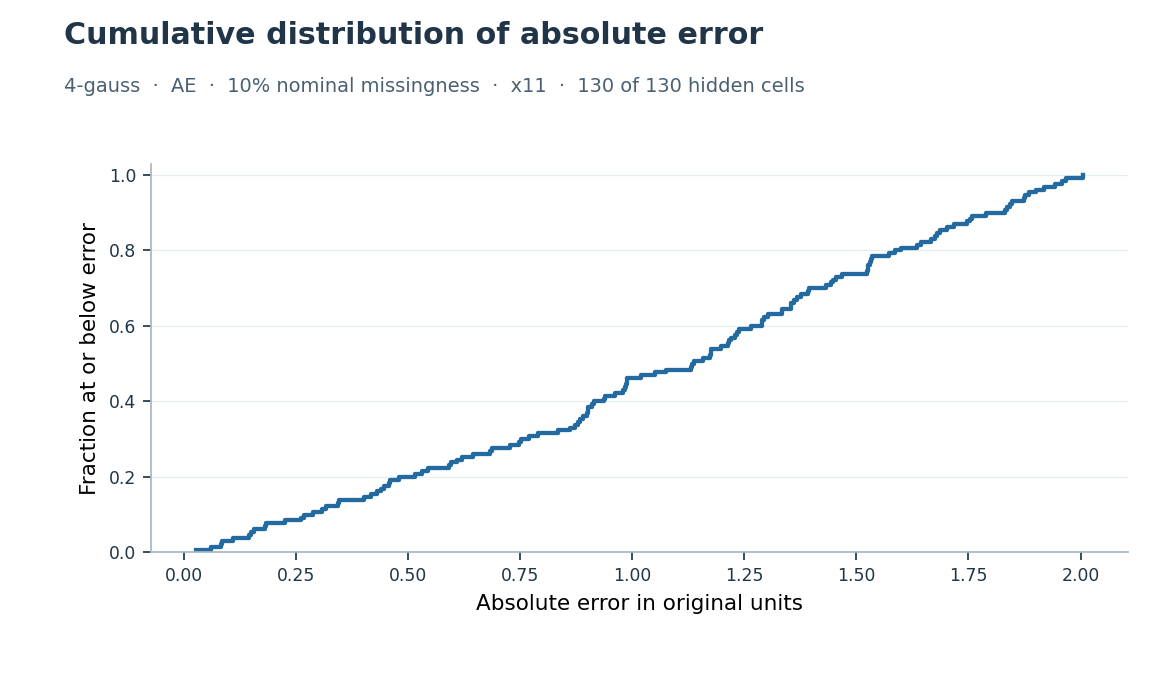 Cumulative distribution of absolute error
4-gauss · AE · 10% nominal missingness · x11 · 130 of 130 hidden cells
Fraction at or below error
1.0
0.8
0.6
0.4
0.2
0.0
0.00 0.25 0.50 0.75 1.00 1.25 1.50 1.75 2.00
Absolute error in original units